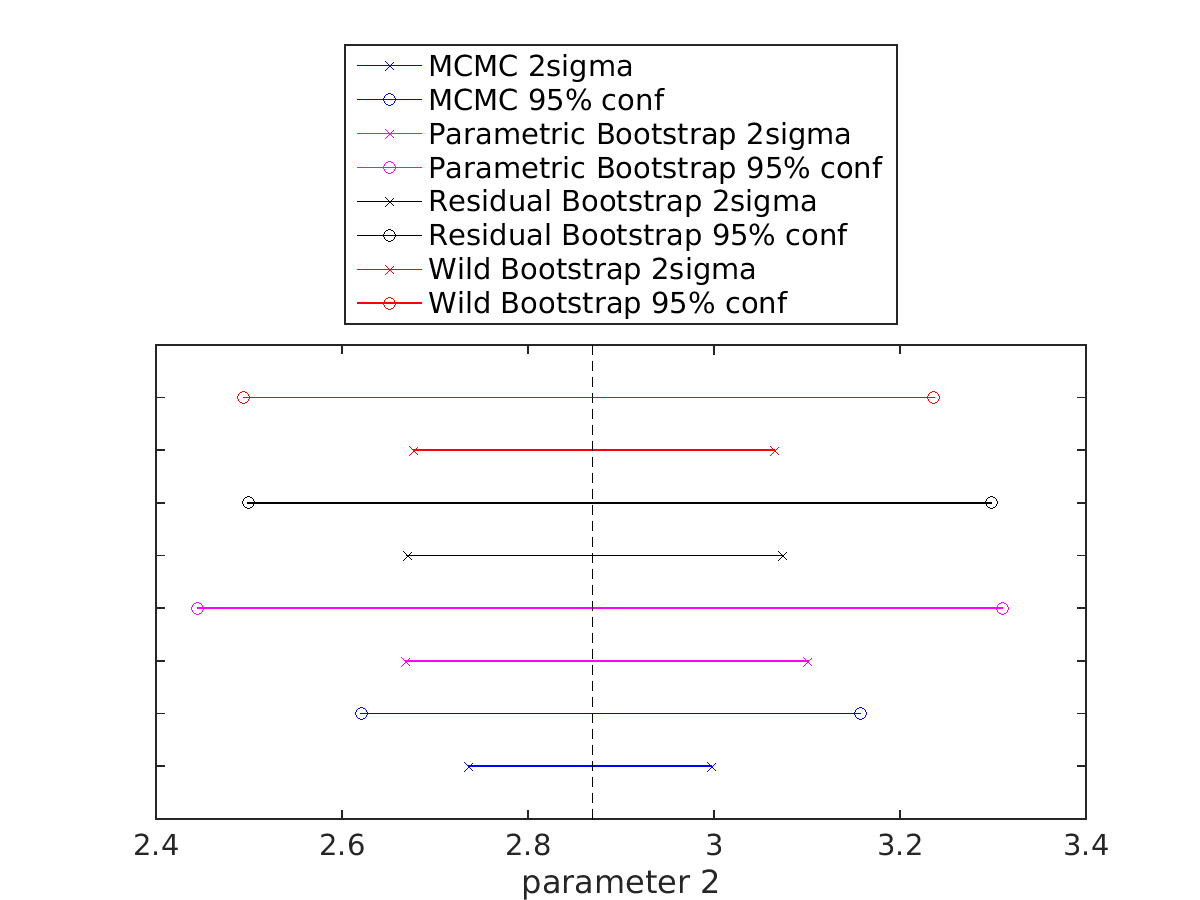 MCMC 2sigma
MCMC 95% conf
Parametric Bootstrap 2sigma
Parametric Bootstrap 95% conf
Residual Bootstrap 2sigma
Residual Bootstrap 95% conf
Wild Bootstrap 2sigma
Wild Bootstrap 95% conf
2.4 2.6 2.8 3 3.2 3.4
parameter 2